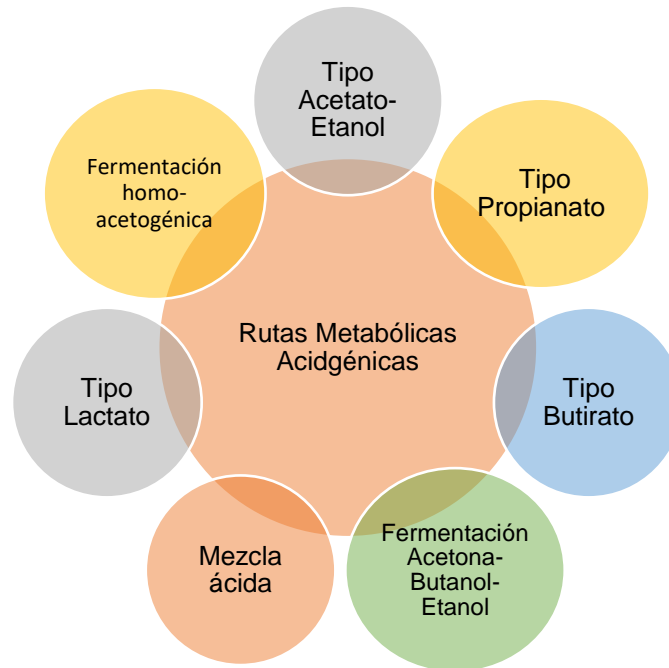 Tipo
Acetato-
Etanol
Fermentación
homo-
acetogénica
Tipo
Propianato
Rutas Metabólicas
Acidgénicas
Tipo
Lactato
Tipo
Butirato
Mezcla
ácida
Fermentación
Acetona-
Butanol-
Etanol